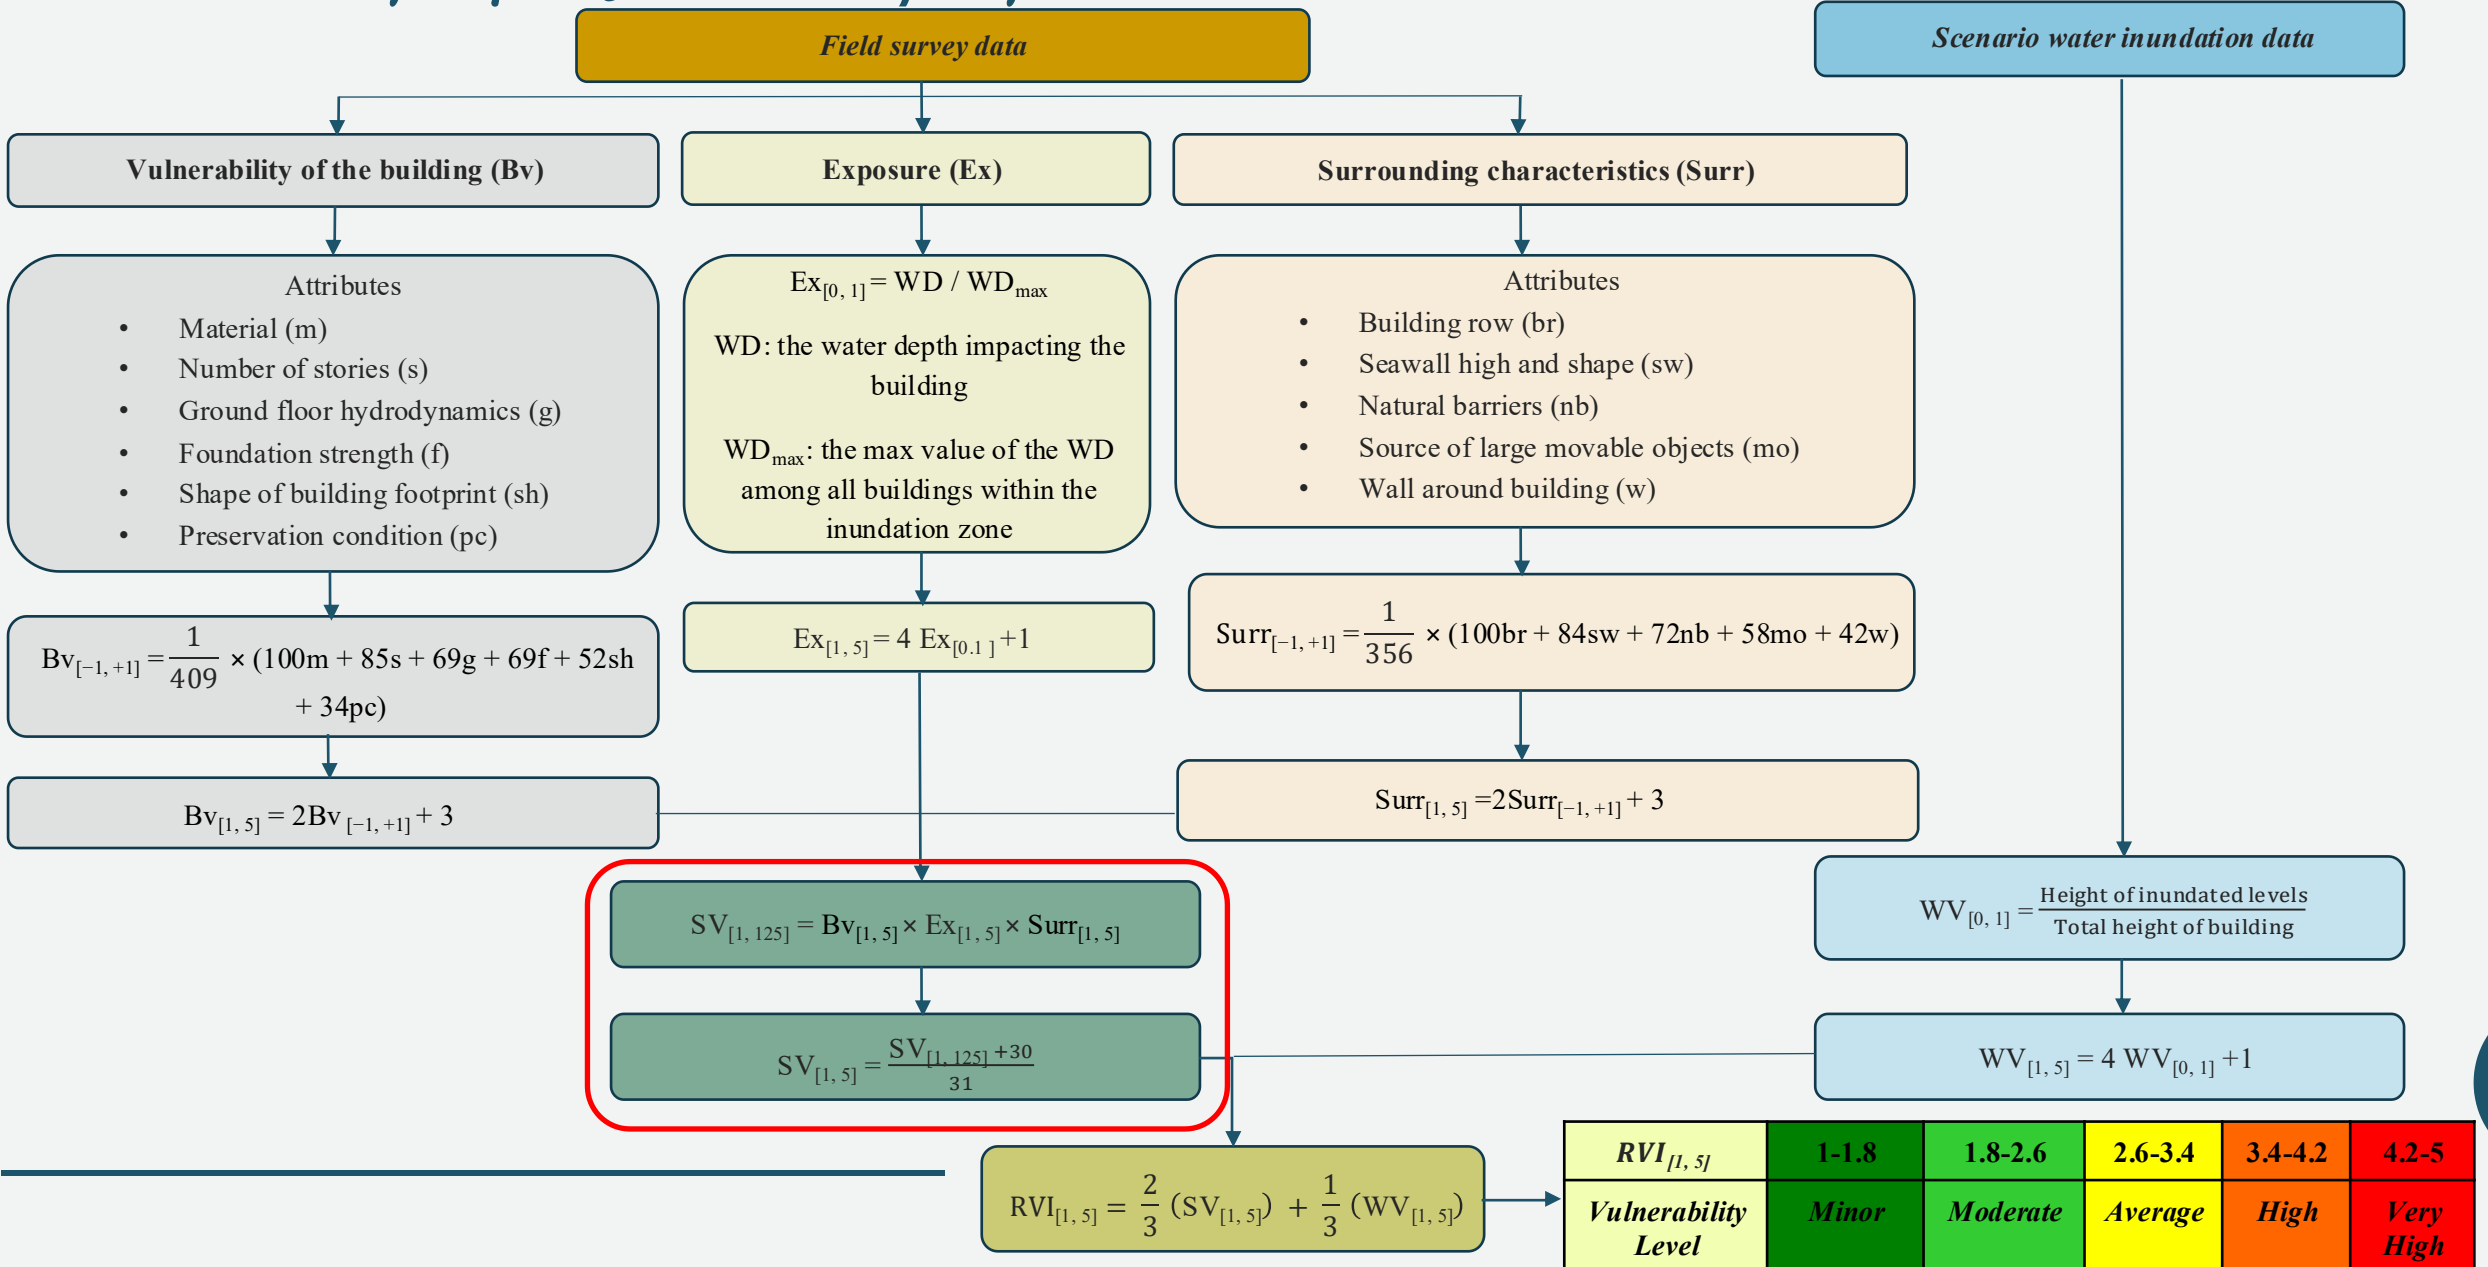 Field survey data
Scenario water inundation data
Vulnerability of the building (Bv)
Exposure (Ex)
Surrounding characteristics (Surr)
Attributes
• Material (m)
• Number of stories (s)
• Ground floor hydrodynamics (g)
• Foundation strength (f)
• Shape of building footprint (sh)
• Preservation condition (pc)
Ex[0, 1] = WD / WDmax
WD: the water depth impacting the
building
WDmax: the max value of the WD
among all buildings within the
inundation zone
Attributes
• Building row (br)
• Seawall high and shape (sw)
• Natural barriers (nb)
• Source of large movable objects (mo)
• Wall around building (w)
Bv[−1, +1] = 1/409 × (100m + 85s + 69g + 69f + 52sh
+ 34pc)
Ex[1, 5] = 4 Ex[0.1 ] +1
Surr[−1, +1] = 1/356 × (100br + 84sw + 72nb + 58mo + 42w)
Bv[1, 5] = 2Bv [−1, +1] + 3
Surr[1, 5] =2Surr[−1, +1] + 3
SV[1, 125] = Bv[1, 5] × Ex[1, 5] × Surr[1, 5]
WV[0, 1] = Height of inundated levels/Total height of building
SV[1, 5] = SV[1, 125] +30/31
WV[1, 5] = 4 WV[0, 1] +1
RVI[1, 5] = 2/3 (SV[1, 5]) + 1/3 (WV[1, 5])
RVI[1, 5] 1-1.8 1.8-2.6 2.6-3.4 3.4-4.2 4.2-5
Vulnerability Minor Moderate Average High Very
Level High